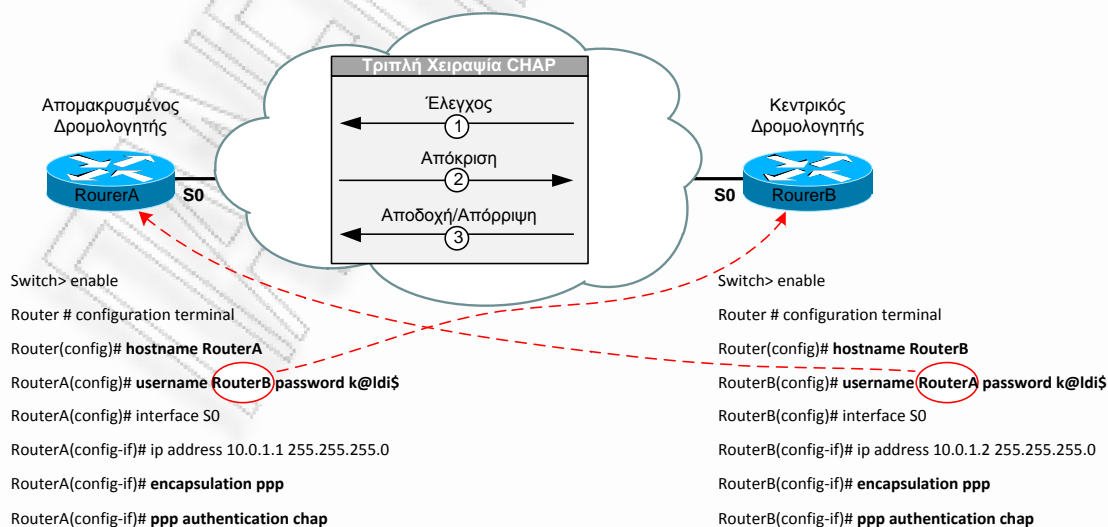 Τριπλή Χειραψία CHAP
Έλεγχος
1
Απόκριση
2
Αποδοχή/Απόρριψη
3
Απομακρυσμένος
Δρομολογητής
RourerA
S0
Κεντρικός
Δρομολογητής
S0
RourerB
Switch> enable
Router # configuration terminal
Router(config)# hostname RouterA
RouterA(config)# username RouterB password k@ldi$
RouterA(config)# interface S0
RouterA(config-if)# ip address 10.0.1.1 255.255.255.0
RouterA(config-if)# encapsulation ppp
RouterA(config-if)# ppp authentication chap
Switch> enable
Router # configuration terminal
Router(config)# hostname RouterB
RouterB(config)# username RouterA password k@ldi$
RouterB(config)# interface S0
RouterB(config-if)# ip address 10.0.1.2 255.255.255.0
RouterB(config-if)# encapsulation ppp
RouterB(config-if)# ppp authentication chap